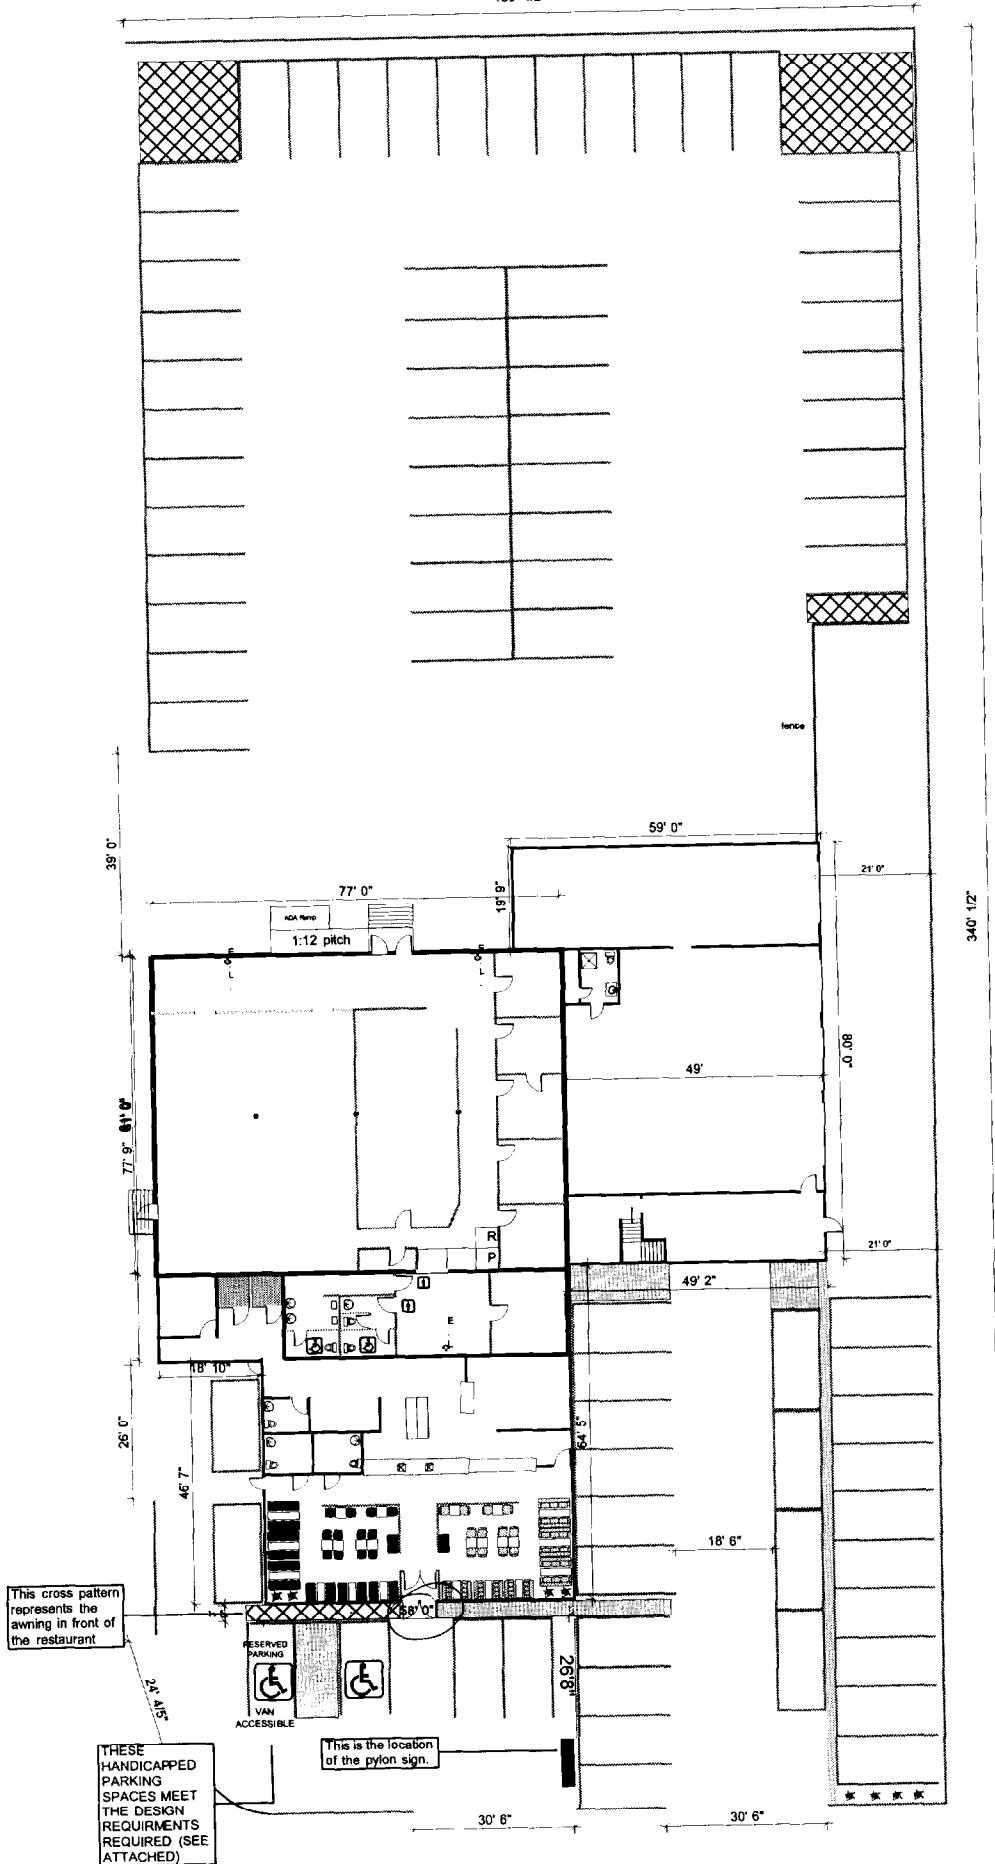 fence
59' 0"
39' 0"
21' 0"
77' 0"
19' 9"
ADA Ramp
1:12 pitch
340' 1/2"
E
L
E
L
80' 0"
49'
77' 9"
R
P
21' 0"
49' 2"
E
18' 10"
26' 0"
46' 7"
64' 5"
18' 6"
This cross pattern
represents the
awning in front of
the restaurant
58' 0"
RESERVED
PARKING
26'8"
24' 4/5"
VAN
ACCESSIBLE
This is the location
of the pylon sign.
THESE
HANDICAPPED
PARKING
SPACES MEET
THE DESIGN
REQUIRMENTS
REQUIRED (SEE
ATTACHED)
30' 6"
30' 6"